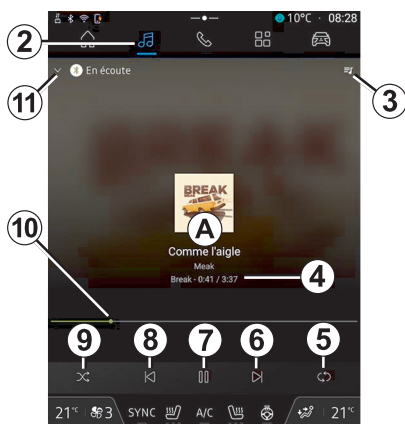 10°C · 08:28
2
11
En écoute
3
BREAK
MEAK
A
Comme l'aigle
Meak
Break - 0:41 / 3:37
4
10
9
8
7
6
5
21°C
3
SYNC
A/C
21°C